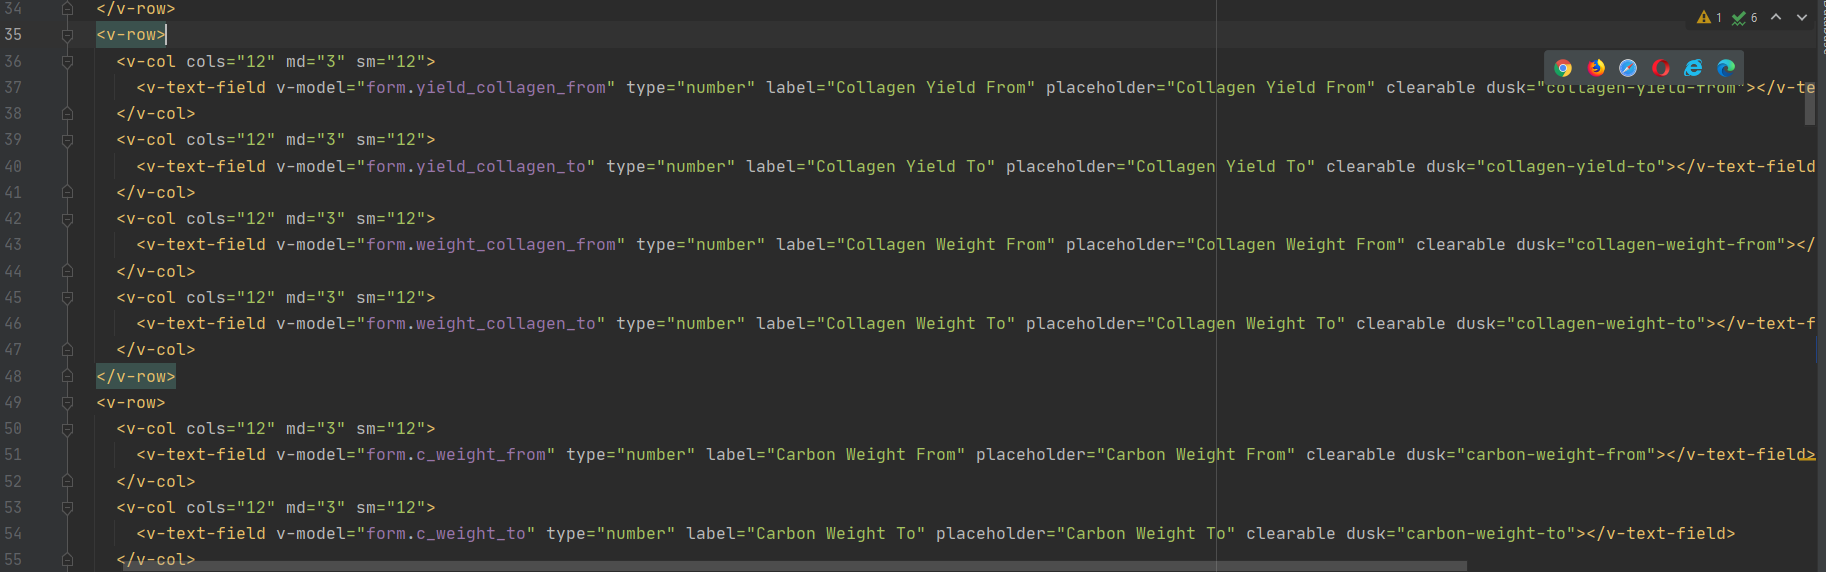 34 </v-row>
35 <v-row>
36 <v-col cols="12" md="3" sm="12">
37 <v-text-field v-model="form.yield_collagen_from" type="number" label="Collagen Yield From" placeholder="Collagen Yield From" clearable dusk="collagen-yield-from"></v-te
38 </v-col>
39 <v-col cols="12" md="3" sm="12">
40 <v-text-field v-model="form.yield_collagen_to" type="number" label="Collagen Yield To" placeholder="Collagen Yield To" clearable dusk="collagen-yield-to"></v-text-field
41 </v-col>
42 <v-col cols="12" md="3" sm="12">
43 <v-text-field v-model="form.weight_collagen_from" type="number" label="Collagen Weight From" placeholder="Collagen Weight From" clearable dusk="collagen-weight-from"></
44 </v-col>
45 <v-col cols="12" md="3" sm="12">
46 <v-text-field v-model="form.weight_collagen_to" type="number" label="Collagen Weight To" placeholder="Collagen Weight To" clearable dusk="collagen-weight-to"></v-text-f
47 </v-col>
48 </v-row>
49 <v-row>
50 <v-col cols="12" md="3" sm="12">
51 <v-text-field v-model="form.c_weight_from" type="number" label="Carbon Weight From" placeholder="Carbon Weight From" clearable dusk="carbon-weight-from"></v-text-field>
52 </v-col>
53 <v-col cols="12" md="3" sm="12">
54 <v-text-field v-model="form.c_weight_to" type="number" label="Carbon Weight To" placeholder="Carbon Weight To" clearable dusk="carbon-weight-to"></v-text-field>
55 </v-col>
1 6